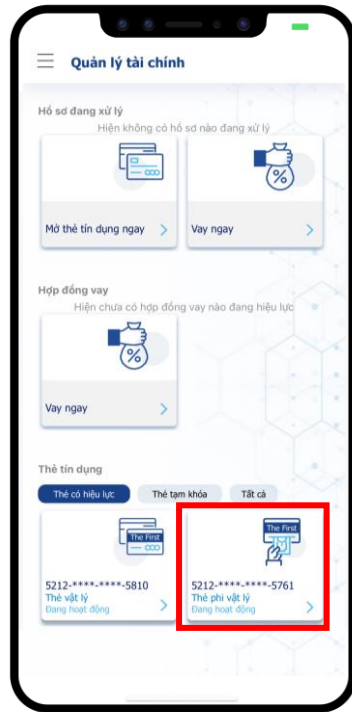 Quản lý tài chính
Hồ sơ đang xử lý
Hiện không có hồ sơ nào đang xử lý
Mở thẻ tín dụng ngay
Vay ngay
%
Hợp đồng vay
Hiện chưa có hợp đồng vay nào đang hiệu lực
%
Vay ngay
Thẻ tín dụng
Thẻ có hiệu lực Thẻ tạm khóa Tất cả
The First
The First
5212-****-****-5810
Thẻ vật lý
Đang hoạt động
5212-****-****-5761
Thẻ phi vật lý
Đang hoạt động